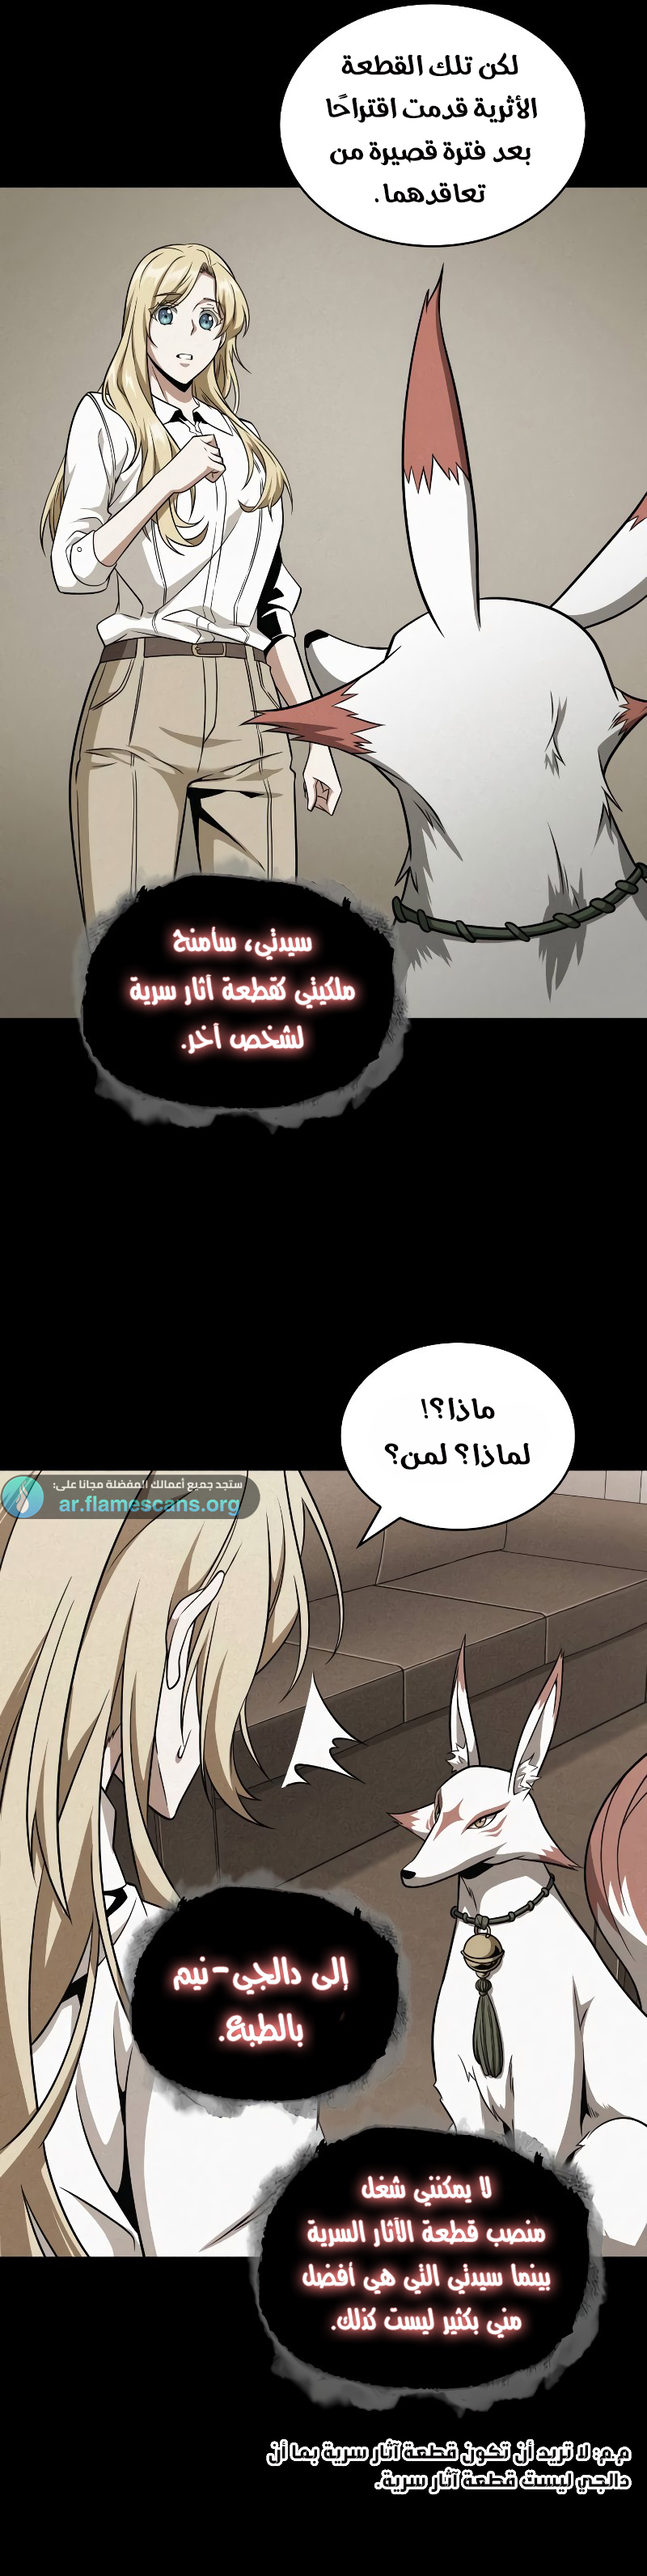 لكن تلك القطعة
الأثرية قدمت اقتراحًا
بعد فترة قصيرة من
تعاقدهما.
سيدتي، سأمنح
ملكيتي كقطعة آثار سرية
لشخص آخر.
ماذا؟!
لماذا؟ لمن؟
ستجد جميع أعمالك المفضلة مجانا على:
ar.flamescans.org
إلى دالجي-نيم
بالطبع.
لا يمكنني شغل
منصب قطعة الآثار السرية
بينما سيدتي التي هي أفضل
مني بكثير ليست كذلك.
م.م: لا تريد أن تكون قطعة آثار سرية بما أن
دالجي ليست قطعة آثار سرية.